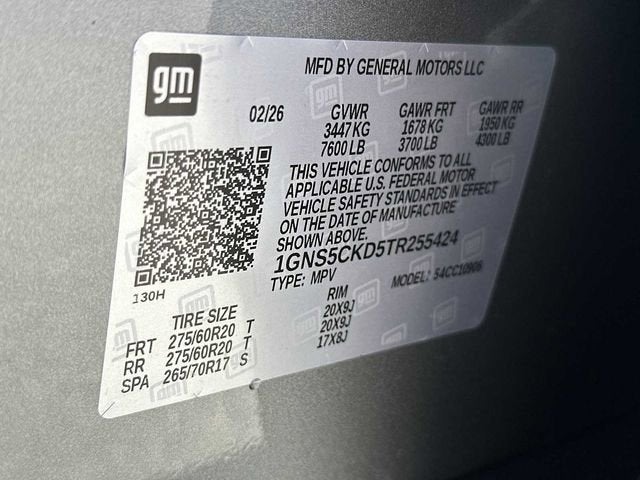 gm
MFD BY GENERAL MOTORS LLC
02/26 GVWR GAWR FRT GAWR RR
3447 KG 1678 KG 1950 KG
7600 LB 3700 LB 4300 LB
THIS VEHICLE CONFORMS TO ALL
APPLICABLE U.S. FEDERAL MOTOR
VEHICLE SAFETY STANDARDS IN EFFECT
ON THE DATE OF MANUFACTURE
SHOWN ABOVE.
1GNS5CKD5TR255424
TYPE: MPV MODEL: 54CC10906
130H
TIRE SIZE RIM
FRT 275/60R20 T 20X9J
RR 275/60R20 T 20X9J
SPA 265/70R17 S 17X8J